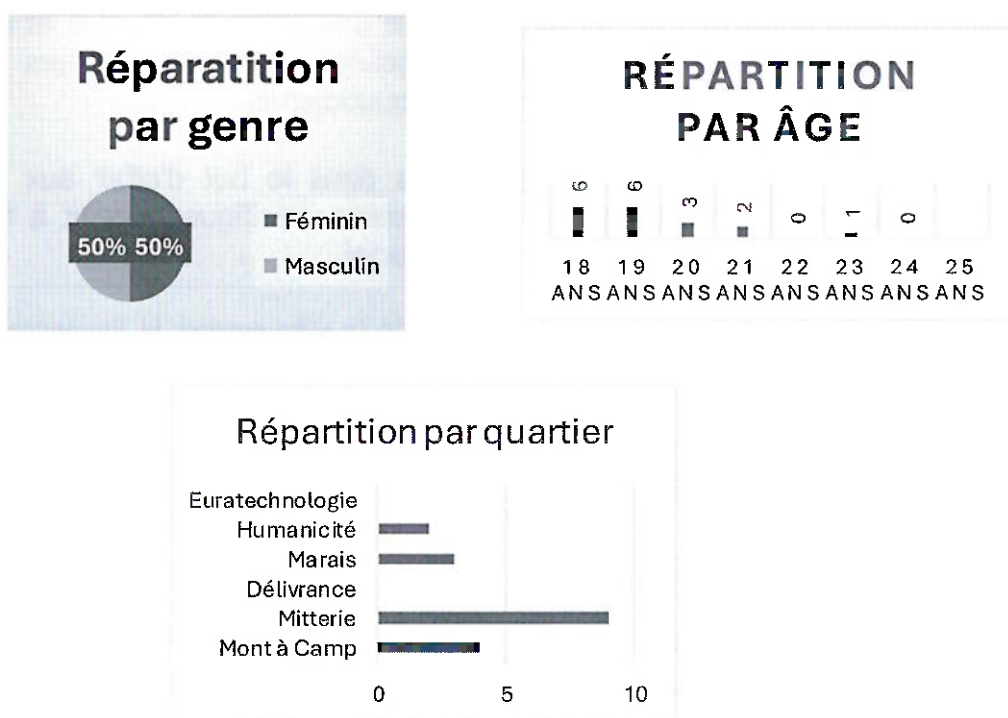 Réparatition
par genre
50% 50%
Féminin
Masculin
RÉPARTITION
PAR ÂGE
6 6 3 2 0 1 0
18 19 20 21 22 23 24 25
ANS ANS ANS ANS ANS ANS ANS ANS
Répartition par quartier
Euratechnologie
Humanicité
Marais
Délivrance
Mitterie
Mont à Camp
0 5 10